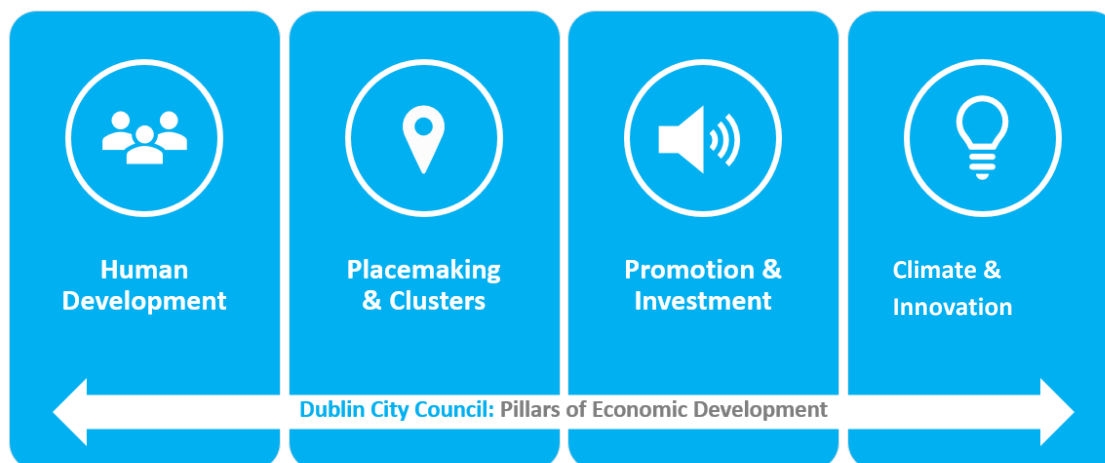 Human
Development
Placemaking
& Clusters
Promotion &
Investment
Climate &
Innovation
Dublin City Council: Pillars of Economic Development